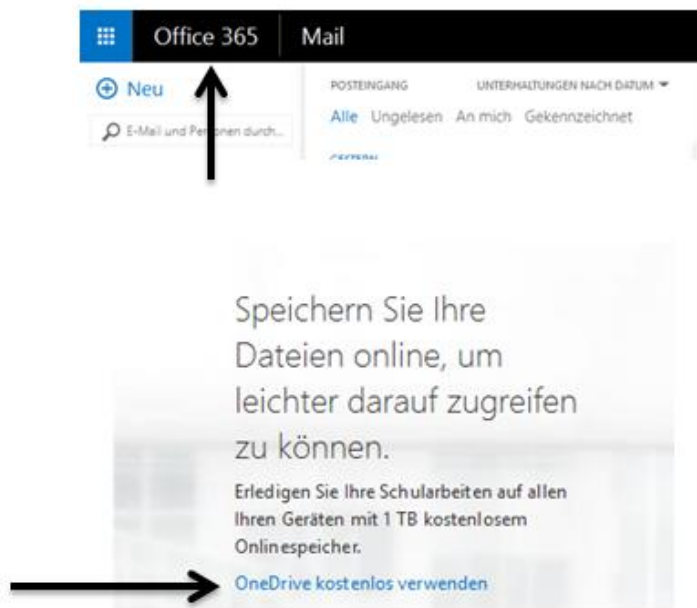 Office 365 Mail
Neu POSTEINGANG UNTERHALTUNGEN NACH DATUM
Alle Ungelesen An mich Gekennzeichnet
E-Mail und Personen durch...
GESTERN
Speichern Sie Ihre
Dateien online, um
leichter darauf zugreifen
zu können.
Erledigen Sie Ihre Schularbeiten auf allen
Ihren Geräten mit 1 TB kostenlosem
Onlinespeicher.
OneDrive kostenlos verwenden